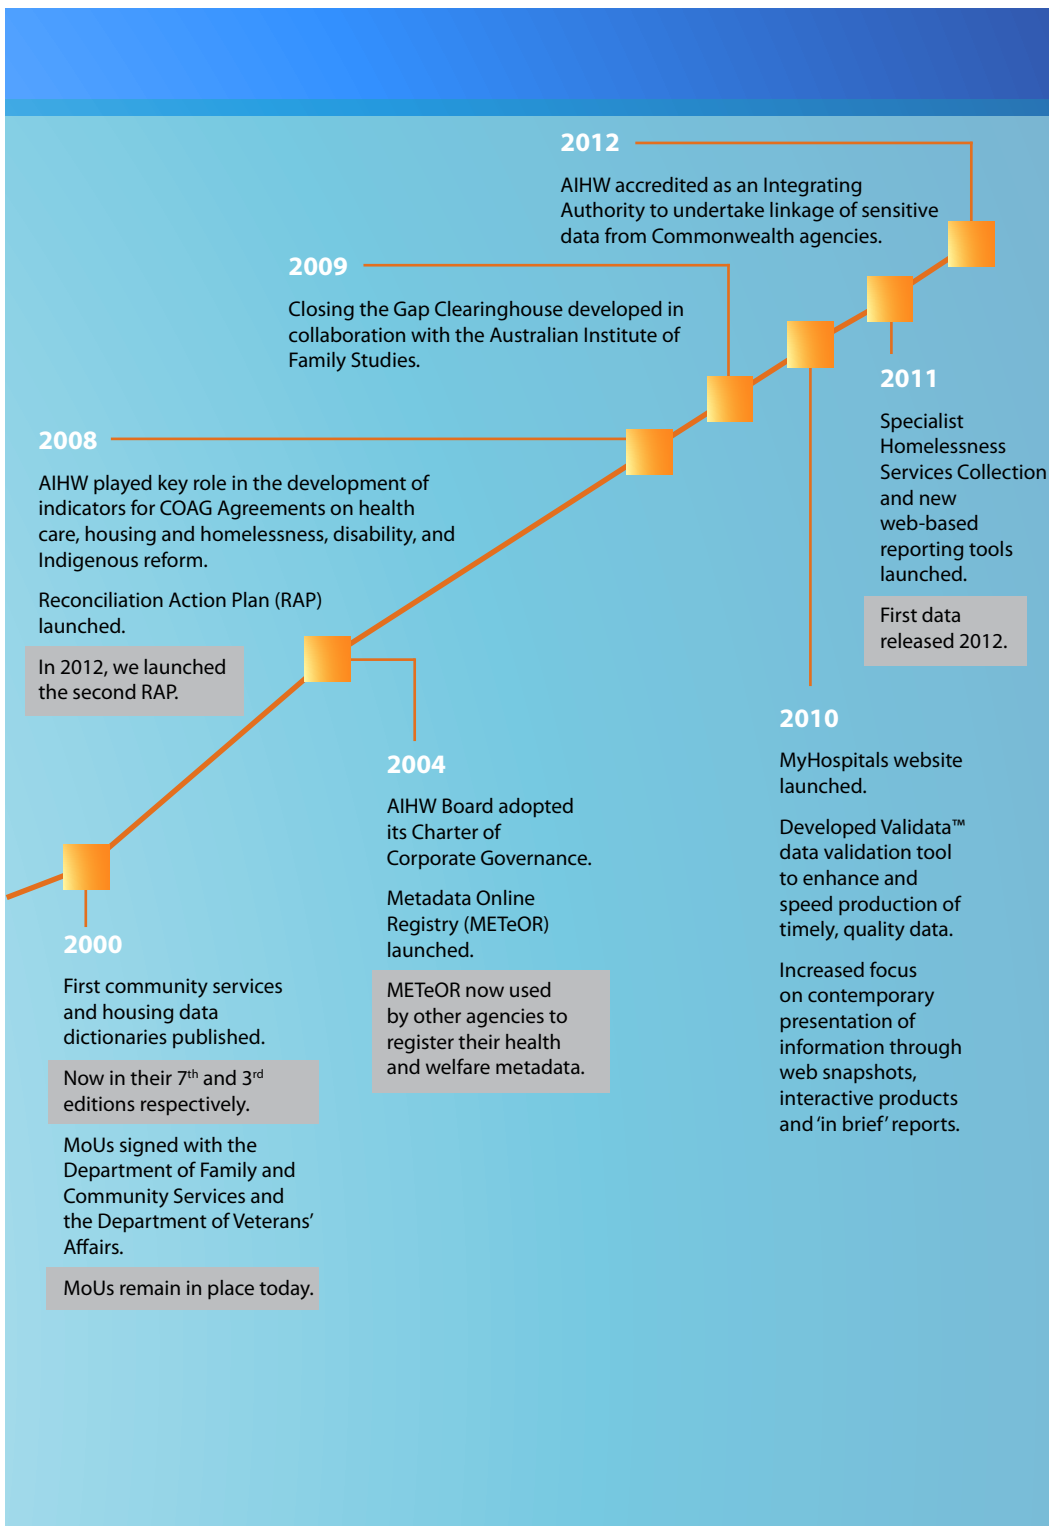 2012
AIHW accredited as an Integrating
Authority to undertake linkage of sensitive
data from Commonwealth agencies.
2009
Closing the Gap Clearinghouse developed in
collaboration with the Australian Institute of
Family Studies.
2011
Specialist
Homelessness
Services Collection
and new
web-based
reporting tools
launched.
First data
released 2012.
2008
AIHW played key role in the development of
indicators for COAG Agreements on health
care, housing and homelessness, disability, and
Indigenous reform.
Reconciliation Action Plan (RAP)
launched.
In 2012, we launched
the second RAP.
2010
MyHospitals website
launched.
Developed Validata™
data validation tool
to enhance and
speed production of
timely, quality data.
Increased focus
on contemporary
presentation of
information through
web snapshots,
interactive products
and ‘in brief’ reports.
2004
AIHW Board adopted
its Charter of
Corporate Governance.
Metadata Online
Registry (METeOR)
launched.
METeOR now used
by other agencies to
register their health
and welfare metadata.
2000
First community services
and housing data
dictionaries published.
Now in their 7th and 3rd
editions respectively.
MoUs signed with the
Department of Family and
Community Services and
the Department of Veterans’
Affairs.
MoUs remain in place today.